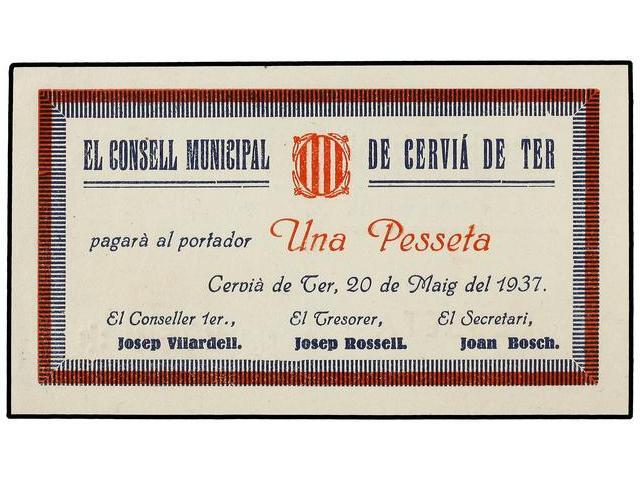 EL CONSELL MUNICIPAL DE CERVIÁ DE TER
pagarà al portador Una Pesseta
Cervià de Ter, 20 de Maig del 1937.
El Conseller 1er., El Tresorer, El Secretari,
Josep Vilardell. Josep Rossell. Joan Bosch.